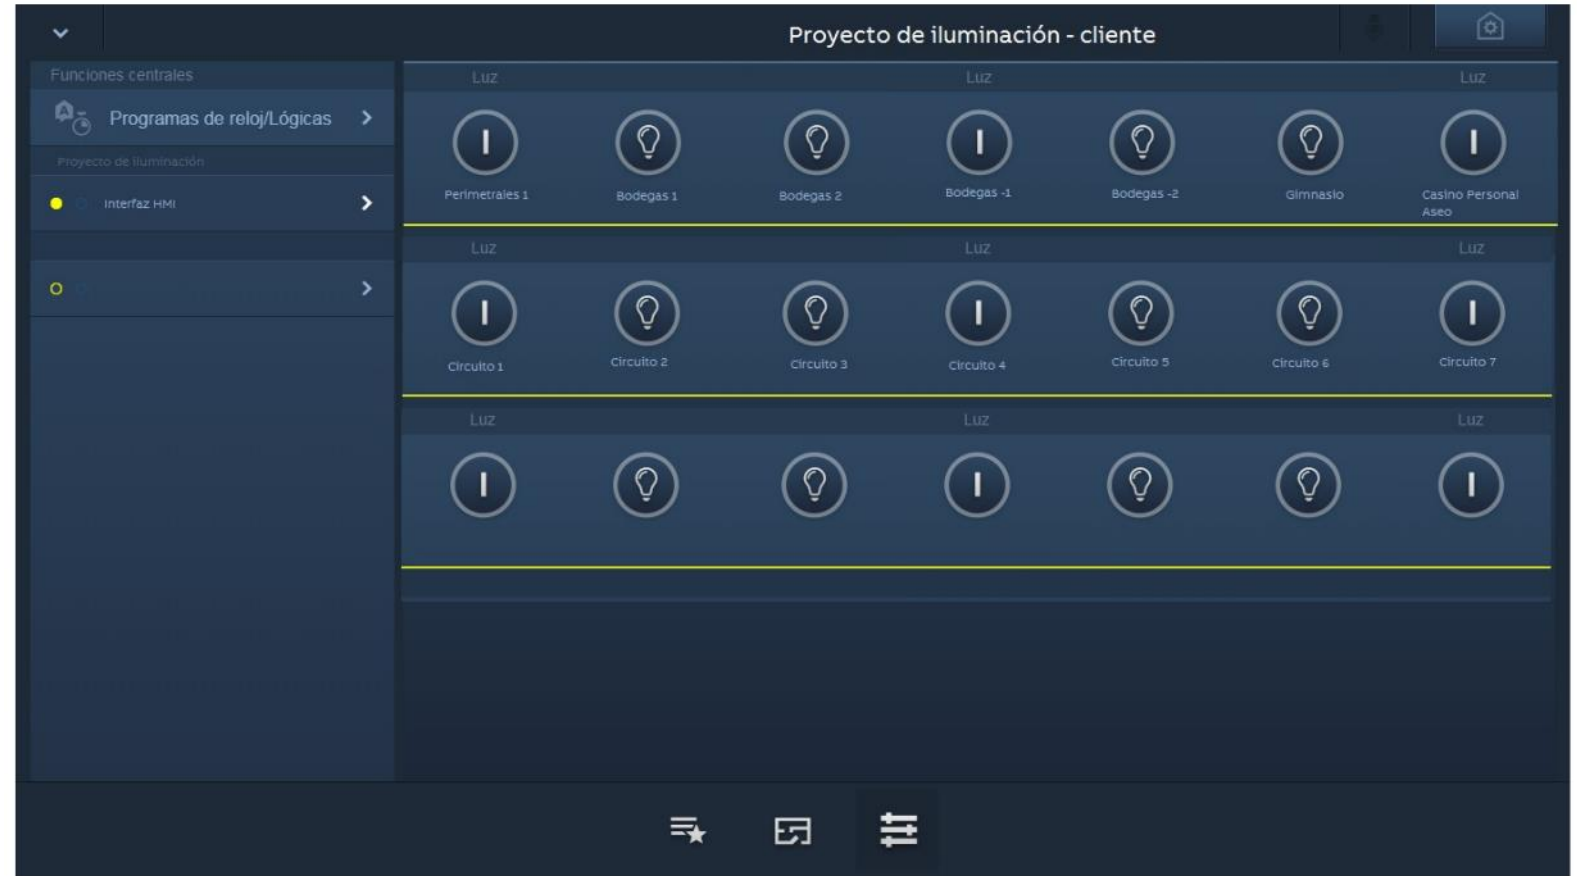 Proyecto de iluminación - cliente
Funciones centrales
Programas de reloj/Lógicas
Proyecto de iluminación
Interfaz HMI
Luz Luz Luz
Perimetrales 1 Bodegas 1 Bodegas 2 Bodegas -1 Bodegas -2 Gimnasio Casino Personal
Aseo
Luz Luz Luz
Circuito 1 Circuito 2 Circuito 3 Circuito 4 Circuito 5 Circuito 6 Circuito 7
Luz Luz Luz